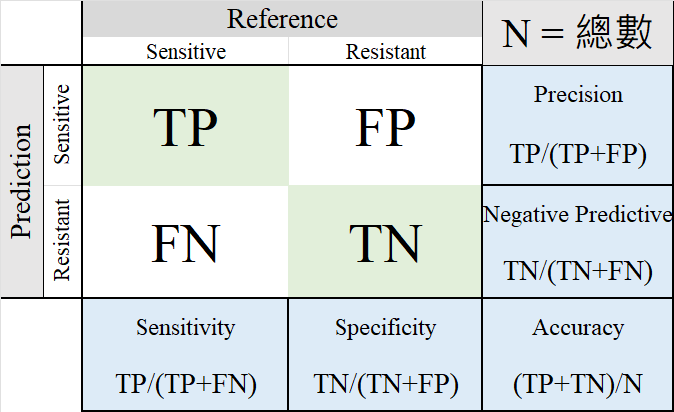 Reference
N = 總數
Sensitive
Resistant
Prediction
Sensitive
TP
FP
Precision
TP/(TP+FP)
Resistant
FN
TN
Negative Predictive
TN/(TN+FN)
Sensitivity
TP/(TP+FN)
Specificity
TN/(TN+FP)
Accuracy
(TP+TN)/N